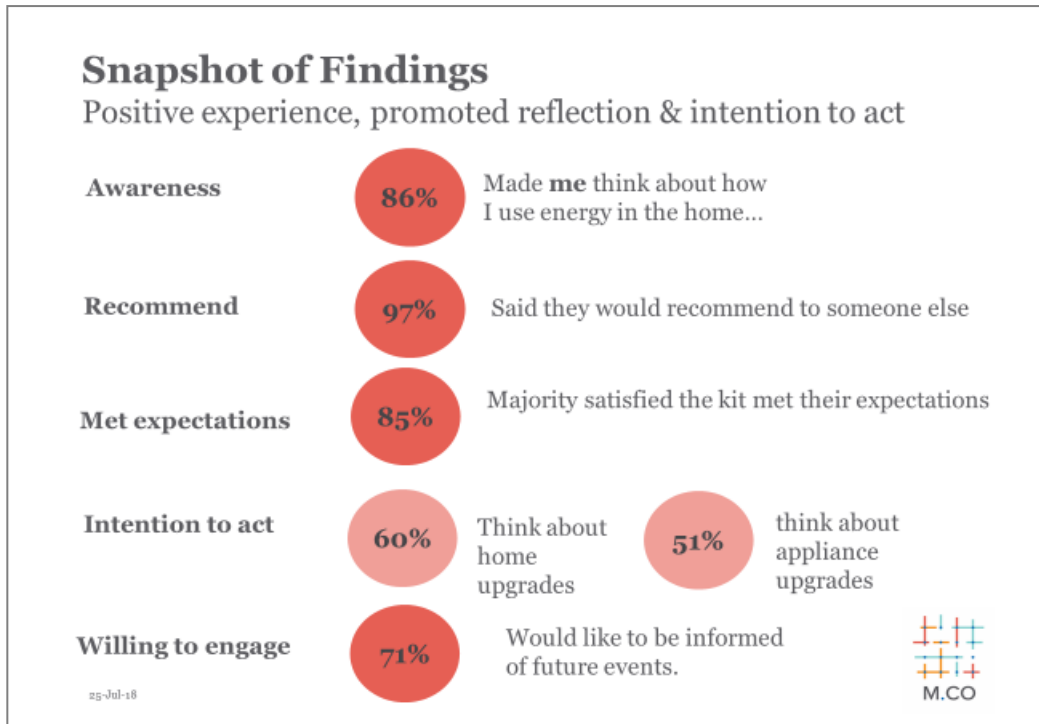 Snapshot of Findings
Positive experience, promoted reflection & intention to act
Awareness
86%
Made me think about how
I use energy in the home...
Recommend
97%
Said they would recommend to someone else
Met expectations
85%
Majority satisfied the kit met their expectations
Intention to act
60%
Think about
home
upgrades
51%
think about
appliance
upgrades
Willing to engage
71%
Would like to be informed
of future events.
25-Jul-18
M.CO